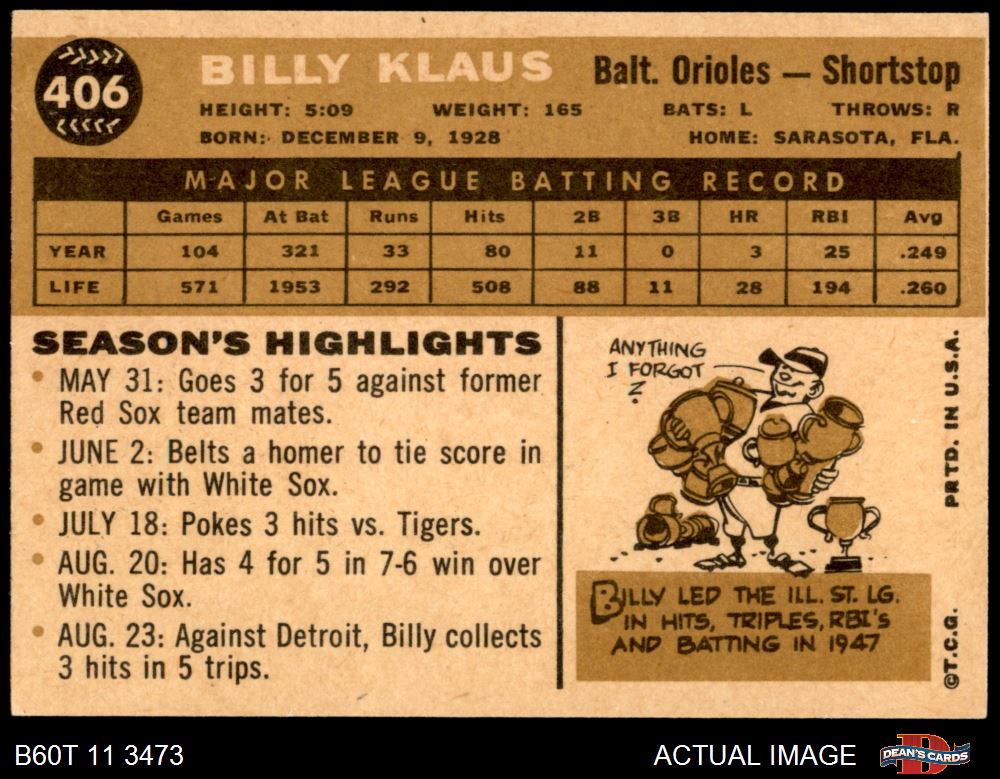 406
BILLY KLAUS Balt. Orioles — Shortstop
HEIGHT: 5:09 WEIGHT: 165 BATS: L THROWS: R
BORN: DECEMBER 9, 1928 HOME: SARASOTA, FLA.
MAJOR LEAGUE BATTING RECORD
Games At Bat Runs Hits 2B 3B HR RBI Avg
YEAR 104 321 33 80 11 0 3 25 .249
LIFE 571 1953 292 508 88 11 28 194 .260
SEASON'S HIGHLIGHTS
• MAY 31: Goes 3 for 5 against former
Red Sox team mates.
• JUNE 2: Belts a homer to tie score in
game with White Sox.
• JULY 18: Pokes 3 hits vs. Tigers.
• AUG. 20: Has 4 for 5 in 7-6 win over
White Sox.
• AUG. 23: Against Detroit, Billy collects
3 hits in 5 trips.
ANYTHING
I FORGOT
?
BILLY LED THE ILL. ST. LG.
IN HITS, TRIPLES, RBI'S
AND BATTING IN 1947
©T.C.G. PRTD. IN U.S.A.
B60T 11 3473 ACTUAL IMAGE
DEAN'S CARDS